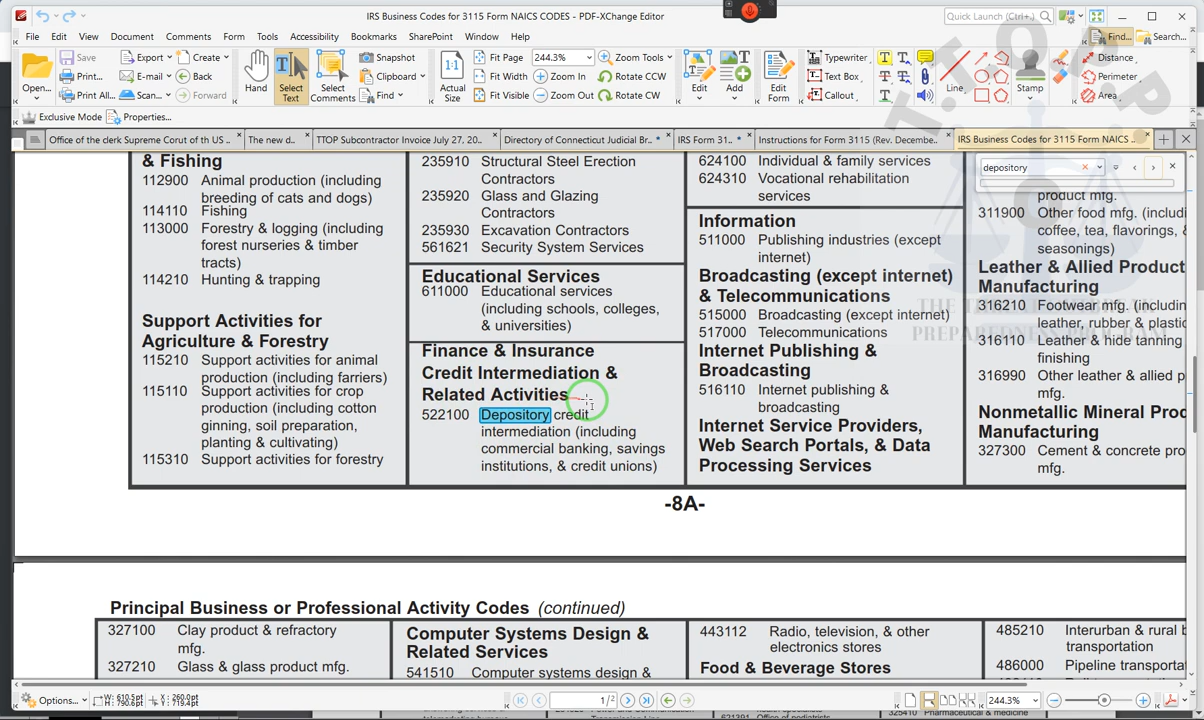 IRS Business Codes for 3115 Form NAICS CODES - PDF-XChange Editor
Quick Launch (Ctrl+.)
File Edit View Document Comments Form Tools Accessibility Bookmarks SharePoint Window Help
Find... Search...
Open... Save Print... Print All... Export E-mail Scan... Create Back Forward
Hand Select Text Select Comments Snapshot Clipboard Find
Actual Size Fit Page Fit Width Fit Visible 244.3% Zoom In Zoom Out Zoom Tools Rotate CCW Rotate CW
Edit Add Edit Form Typewriter Text Box Callout Line Stamp Distance Perimeter Area
Exclusive Mode Properties...
Office of the clerk Supreme Corut of th US ... The new d... TTOP Subcontractor Invoice July 27, 20... Directory of Connecticut Judicial Br... * IRS Form 31... * Instructions for Form 3115 (Rev. Decembe... IRS Business Codes for 3115 Form NAICS ...
depository
T.T.O.P
THE
PREPAREDNESS PROGRAM
& Fishing
112900 Animal production (including
breeding of cats and dogs)
114110 Fishing
113000 Forestry & logging (including
forest nurseries & timber
tracts)
114210 Hunting & trapping
Support Activities for
Agriculture & Forestry
115210 Support activities for animal
production (including farriers)
115110 Support activities for crop
production (including cotton
ginning, soil preparation,
planting & cultivating)
115310 Support activities for forestry
235910 Structural Steel Erection
Contractors
235920 Glass and Glazing
Contractors
235930 Excavation Contractors
561621 Security System Services
Educational Services
611000 Educational services
(including schools, colleges,
& universities)
Finance & Insurance
Credit Intermediation &
Related Activities
522100 Depository credit
intermediation (including
commercial banking, savings
institutions, & credit unions)
624100 Individual & family services
624310 Vocational rehabilitation
services
Information
511000 Publishing industries (except
internet)
Broadcasting (except internet)
& Telecommunications
515000 Broadcasting (except internet)
517000 Telecommunications
Internet Publishing &
Broadcasting
516110 Internet publishing &
broadcasting
Internet Service Providers,
Web Search Portals, & Data
Processing Services
product mfg.
311900 Other food mfg. (includi
coffee, tea, flavorings, &
seasonings)
Leather & Allied Product
Manufacturing
316210 Footwear mfg. (includin
leather, rubber & plastic
316110 Leather & hide tanning
finishing
316990 Other leather & allied p
mfg.
Nonmetallic Mineral Proc
Manufacturing
327300 Cement & concrete pro
mfg.
-8A-
Principal Business or Professional Activity Codes (continued)
327100 Clay product & refractory
mfg.
327210 Glass & glass product mfg.
Computer Systems Design &
Related Services
541510 Computer systems design &
443112 Radio, television, & other
electronics stores
Food & Beverage Stores
485210 Interurban & rural b
transportation
486000 Pipeline transportat
Options... W: 610.5pt H: 790.6pt X: 260.0pt Y: 719.4pt 1/2 244.3%